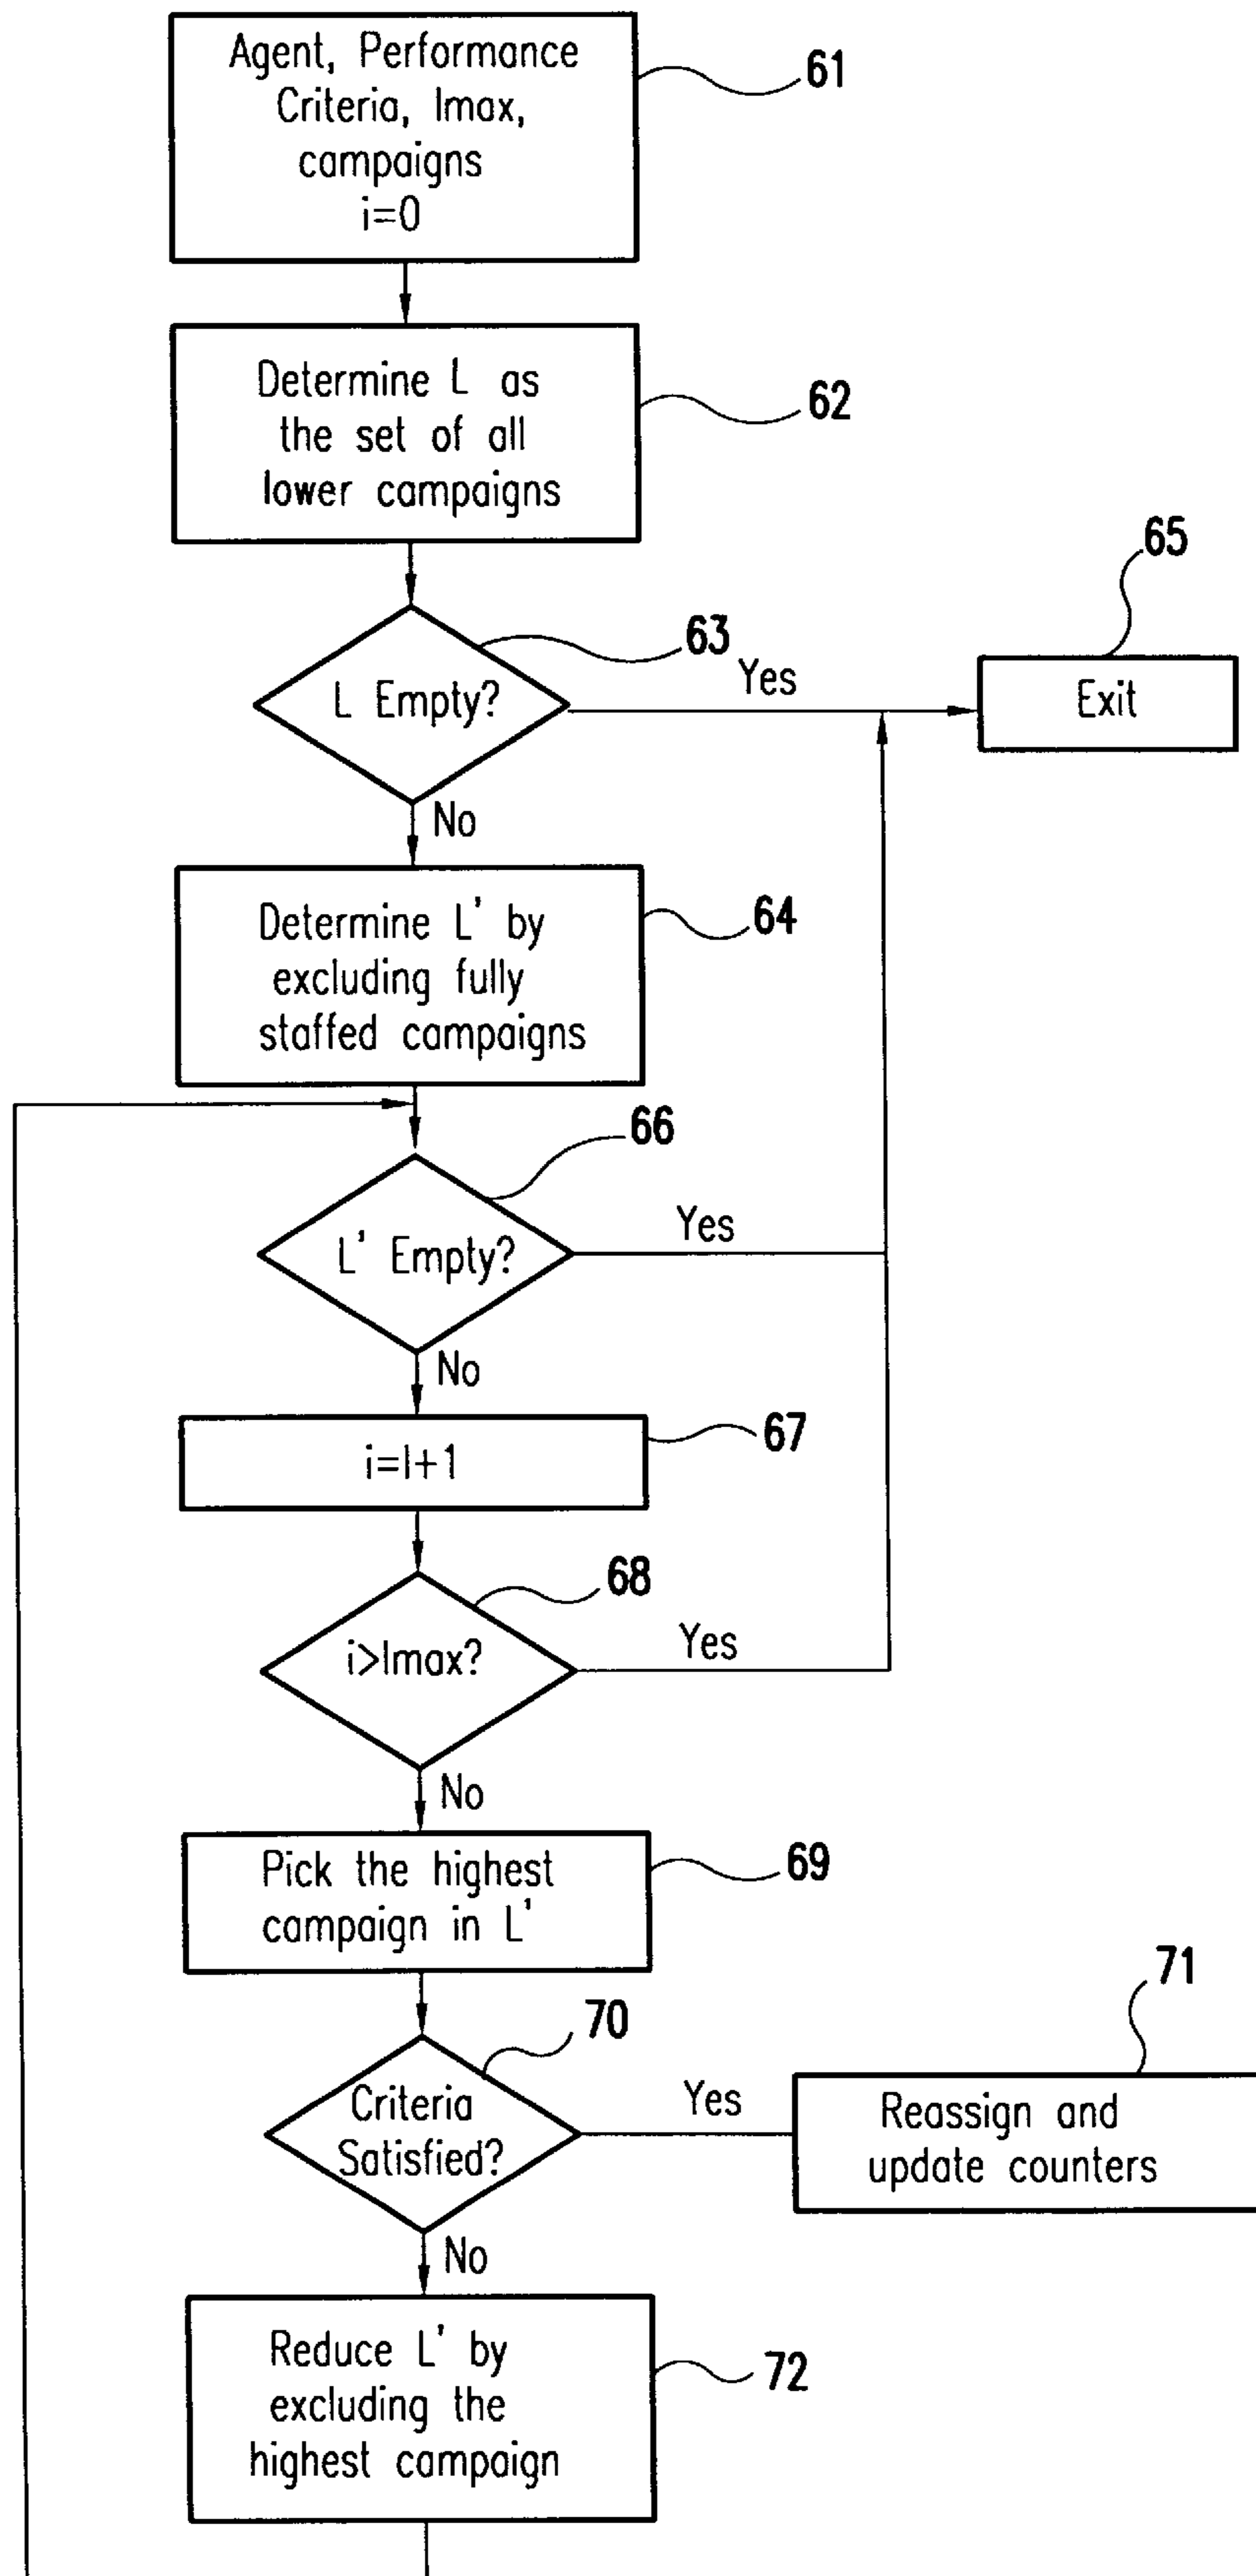 Agent, Performance
Criteria, Imax,
campaigns
i=0
61
Determine L as
the set of all
lower campaigns
62
63
L Empty?
Yes
65
Exit
No
Determine L' by
excluding fully
staffed campaigns
64
66
L' Empty?
Yes
No
i=I+1
67
68
i>Imax?
Yes
No
Pick the highest
campaign in L'
69
70
Criteria
Satisfied?
Yes
71
Reassign and
update counters
No
Reduce L' by
excluding the
highest campaign
72